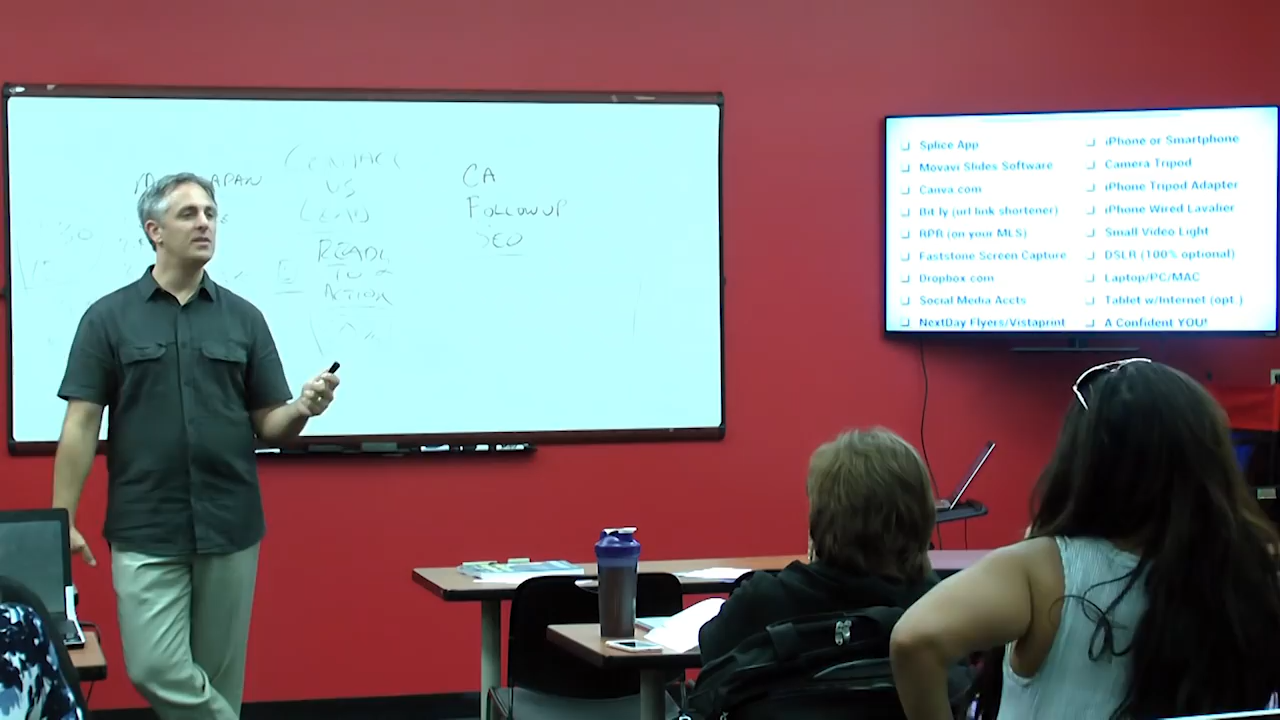 CONTACT
VS
LEADS
READY
TO
ACTION
CA
FOLLOWUP
SEO
Splice App
Movavi Slides Software
Canva.com
Bit.ly (url link shortener)
RPR (on your MLS)
Faststone Screen Capture
Dropbox.com
Social Media Accts
NextDay Flyers/Vistaprint
iPhone or Smartphone
Camera Tripod
iPhone Tripod Adapter
iPhone Wired Lavalier
Small Video Light
DSLR (100% optional)
Laptop/PC/MAC
Tablet w/Internet (opt.)
A Confident YOU!